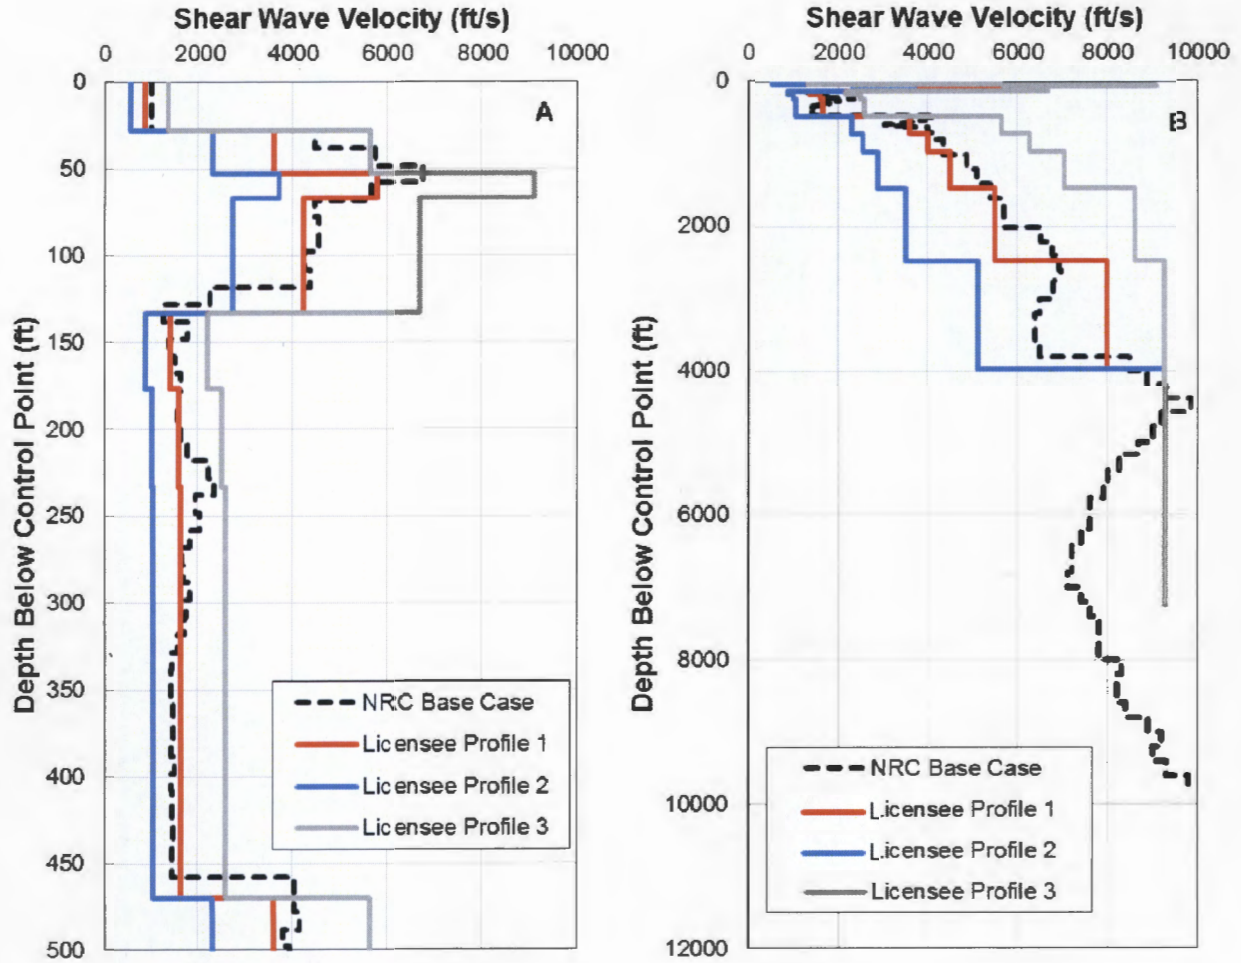 Shear Wave Velocity (ft/s)
0 2000 4000 6000 8000 10000
A
0
50
100
150
200
250
300
350
400
450
500
Depth Below Control Point (ft)
NRC Base Case
Licensee Profile 1
Licensee Profile 2
Licensee Profile 3
Shear Wave Velocity (ft/s)
0 2000 4000 6000 8000 10000
B
0
2000
4000
6000
8000
10000
12000
Depth Below Control Point (ft)
NRC Base Case
Licensee Profile 1
Licensee Profile 2
Licensee Profile 3